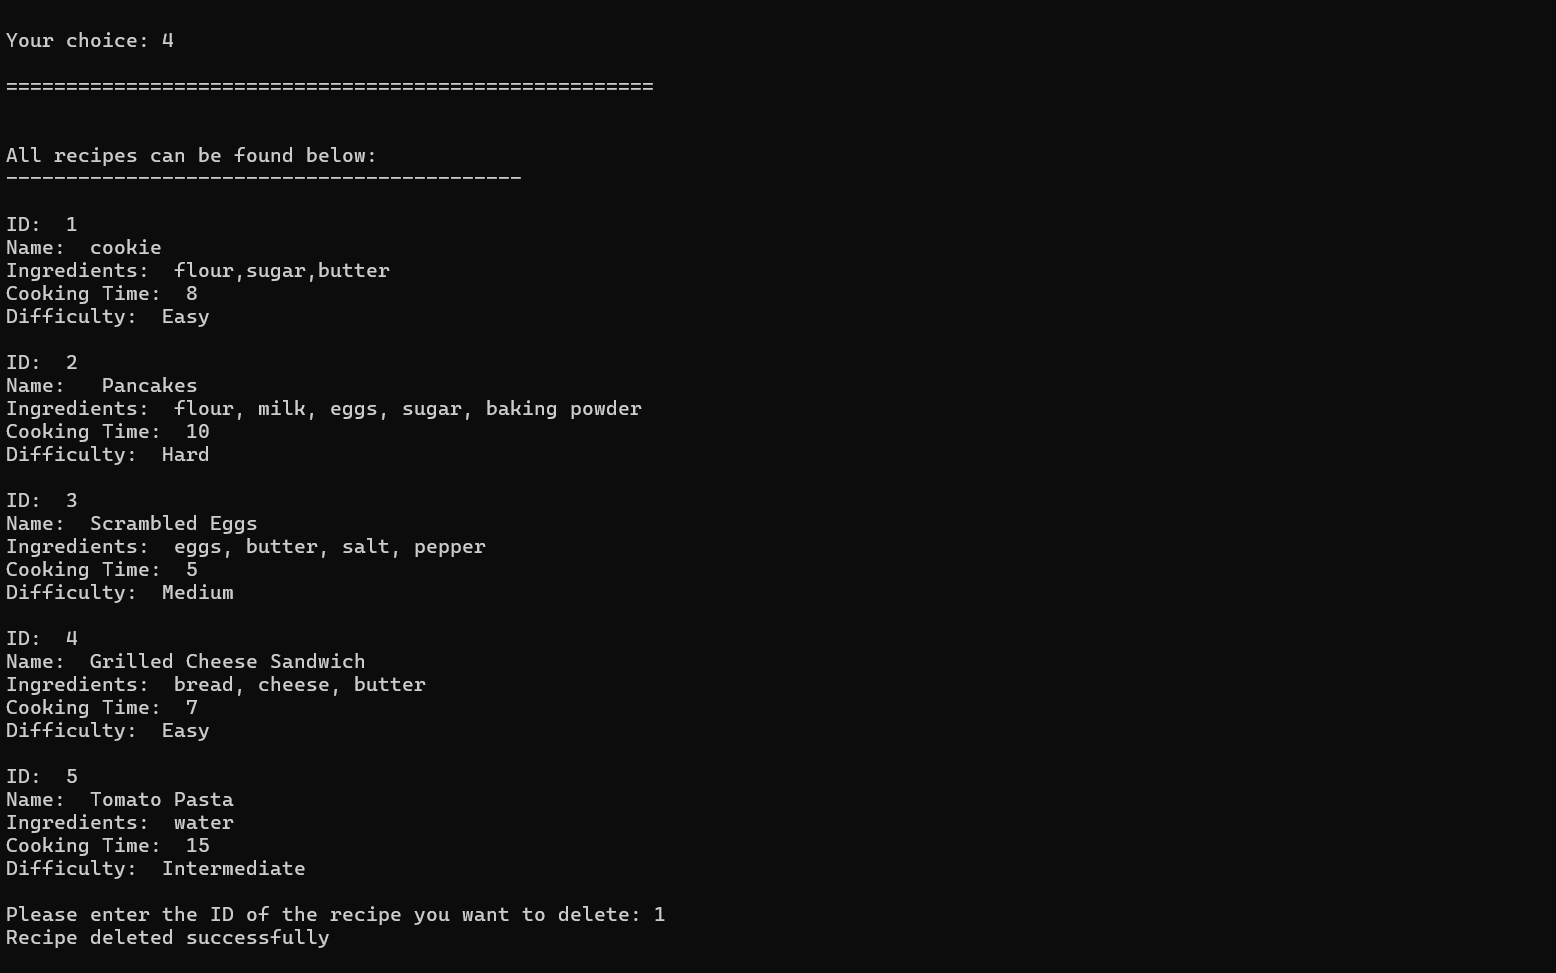 Your choice: 4
======================================================
All recipes can be found below:
-------------------------------------------
ID:  1
Name:  cookie
Ingredients:  flour,sugar,butter
Cooking Time:  8
Difficulty:  Easy
ID:  2
Name:   Pancakes
Ingredients:  flour, milk, eggs, sugar, baking powder
Cooking Time:  10
Difficulty:  Hard
ID:  3
Name:  Scrambled Eggs
Ingredients:  eggs, butter, salt, pepper
Cooking Time:  5
Difficulty:  Medium
ID:  4
Name:  Grilled Cheese Sandwich
Ingredients:  bread, cheese, butter
Cooking Time:  7
Difficulty:  Easy
ID:  5
Name:  Tomato Pasta
Ingredients:  water
Cooking Time:  15
Difficulty:  Intermediate
Please enter the ID of the recipe you want to delete: 1
Recipe deleted successfully